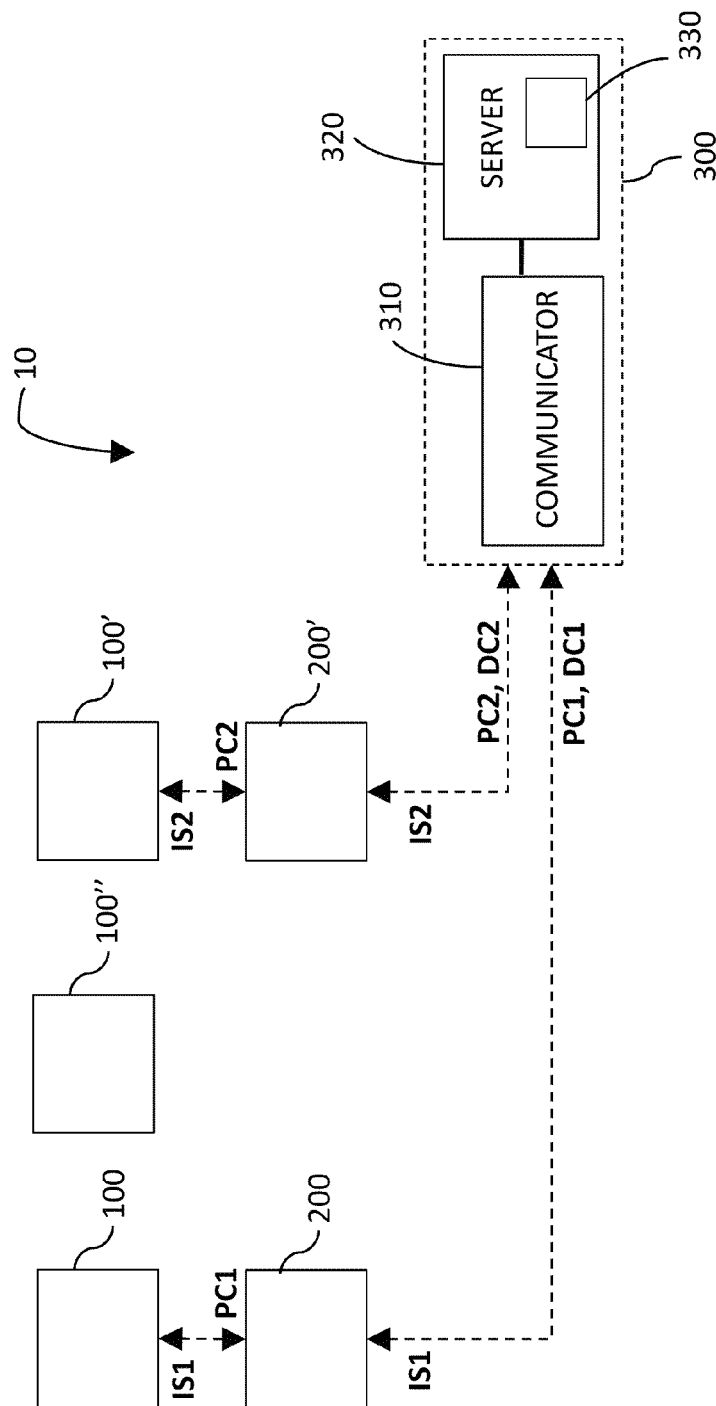 10
100
100''
100'
IS1
PC1
IS2
PC2
200
200'
IS1
IS2
PC2, DC2
PC1, DC1
310
320
COMMUNICATOR
SERVER
330
300